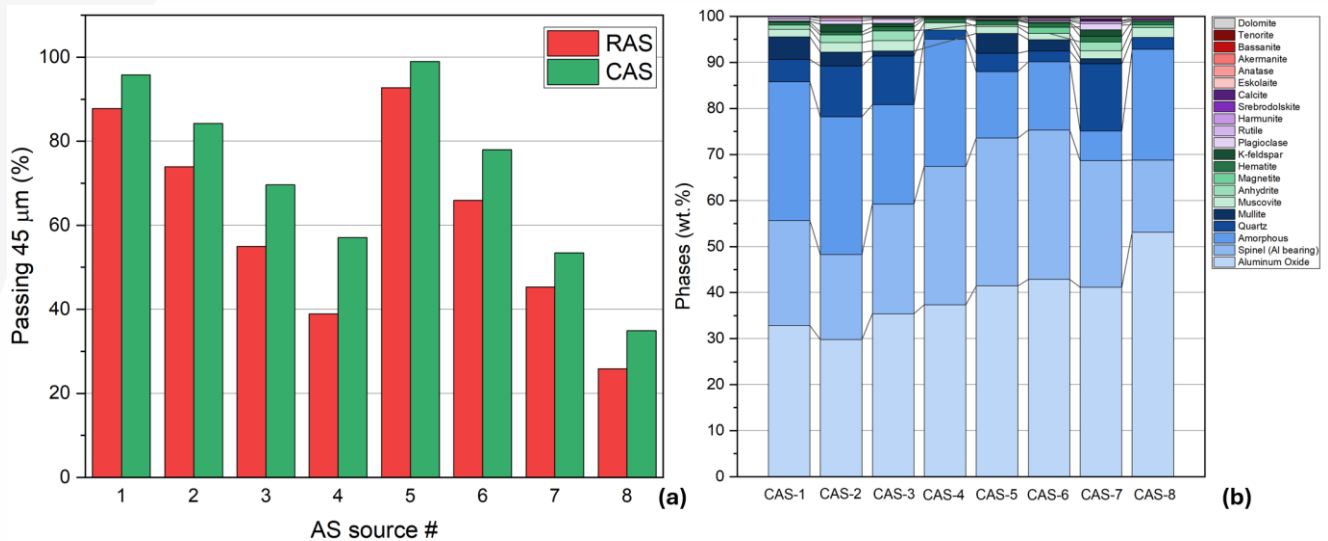 100
80
60
40
20
0
Passing 45 μm (%)
RAS
CAS
1 2 3 4 5 6 7 8
AS source #
(a)
100
90
80
70
60
50
40
30
20
10
0
Phases (wt.%)
CAS-1 CAS-2 CAS-3 CAS-4 CAS-5 CAS-6 CAS-7 CAS-8
(b)
Dolomite
Tenorite
Bassanite
Akermanite
Anatase
Eskolaite
Calcite
Srebrodolskite
Harmunite
Rutile
Plagioclase
K-feldspar
Hematite
Magnetite
Anhydrite
Muscovite
Mullite
Quartz
Amorphous
Spinel (Al bearing)
Aluminum Oxide